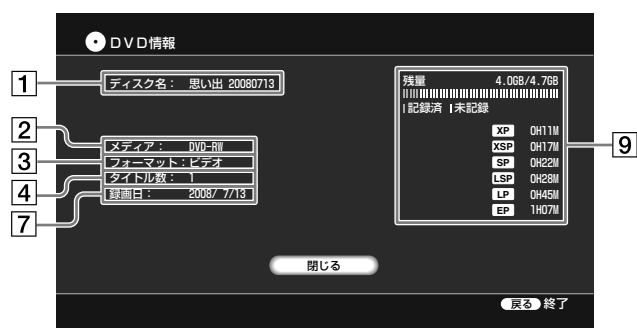 DVD情報
1
ディスク名： 思い出 20080713
2
メディア： DVD-RW
3
フォーマット：ビデオ
4
タイトル数： 1
7
録画日： 2008/ 7/13
残量 4.0GB/4.7GB
記録済 未記録
XP 0H11M
XSP 0H17M
SP 0H22M
LSP 0H28M
LP 0H45M
EP 1H07M
9
閉じる
戻る 終了